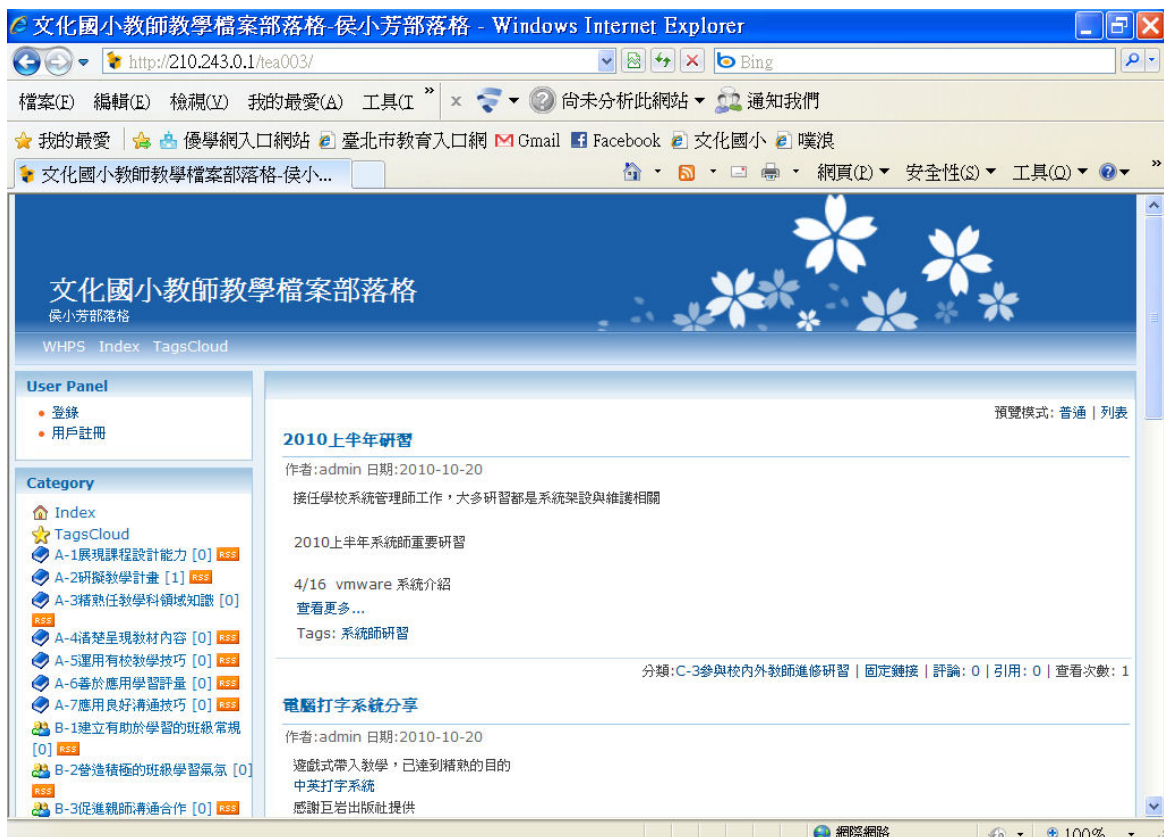 文化國小教師教學檔案部落格-侯小芳部落格 - Windows Internet Explorer
http://210.243.0.1/tea003/
Bing
檔案(F) 編輯(E) 檢視(V) 我的最愛(A) 工具(T » x 尚未分析此網站 通知我們
我的最愛 優學網入口網站 臺北市教育入口網 Gmail Facebook 文化國小 噗浪
文化國小教師教學檔案部落格-侯小... 網頁(P) 安全性(S) 工具(O) »
文化國小教師教學檔案部落格
侯小芳部落格
WHPS Index TagsCloud
User Panel
登錄
用戶註冊
Category
Index
TagsCloud
A-1展現課程設計能力 [0] RSS
A-2研擬教學計畫 [1] RSS
A-3精熟任教學科領域知識 [0]
RSS
A-4清楚呈現教材內容 [0] RSS
A-5運用有校教學技巧 [0] RSS
A-6善於應用學習評量 [0] RSS
A-7應用良好溝通技巧 [0] RSS
B-1建立有助於學習的班級常規
[0] RSS
B-2營造積極的班級學習氣氛 [0]
RSS
B-3促進親師溝通合作 [0] RSS
預覽模式: 普通 | 列表
2010上半年研習
作者:admin 日期:2010-10-20
接任學校系統管理師工作，大多研習都是系統架設與維護相關
2010上半年系統師重要研習
4/16 vmware 系統介紹
查看更多...
Tags: 系統師研習
分類:C-3參與校內外教師進修研習 | 固定鏈接 | 評論: 0 | 引用: 0 | 查看次數: 1
電腦打字系統分享
作者:admin 日期:2010-10-20
遊戲式帶入教學，已達到精熟的目的
中英打字系統
感謝巨岩出版社提供
網際網路 100%